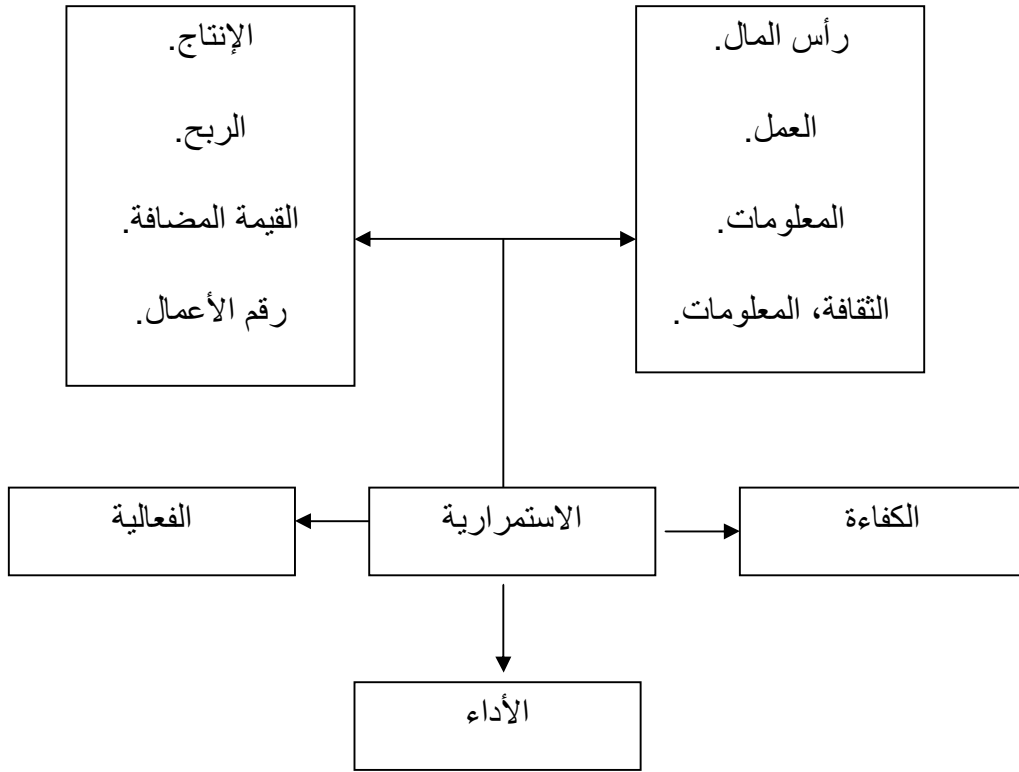 رأس المال.
العمل.
المعلومات.
الثقافة، المعلومات.
الإنتاج.
الربح.
القيمة المضافة.
رقم الأعمال.
الكفاءة
الاستمرارية
الفعالية
الأداء